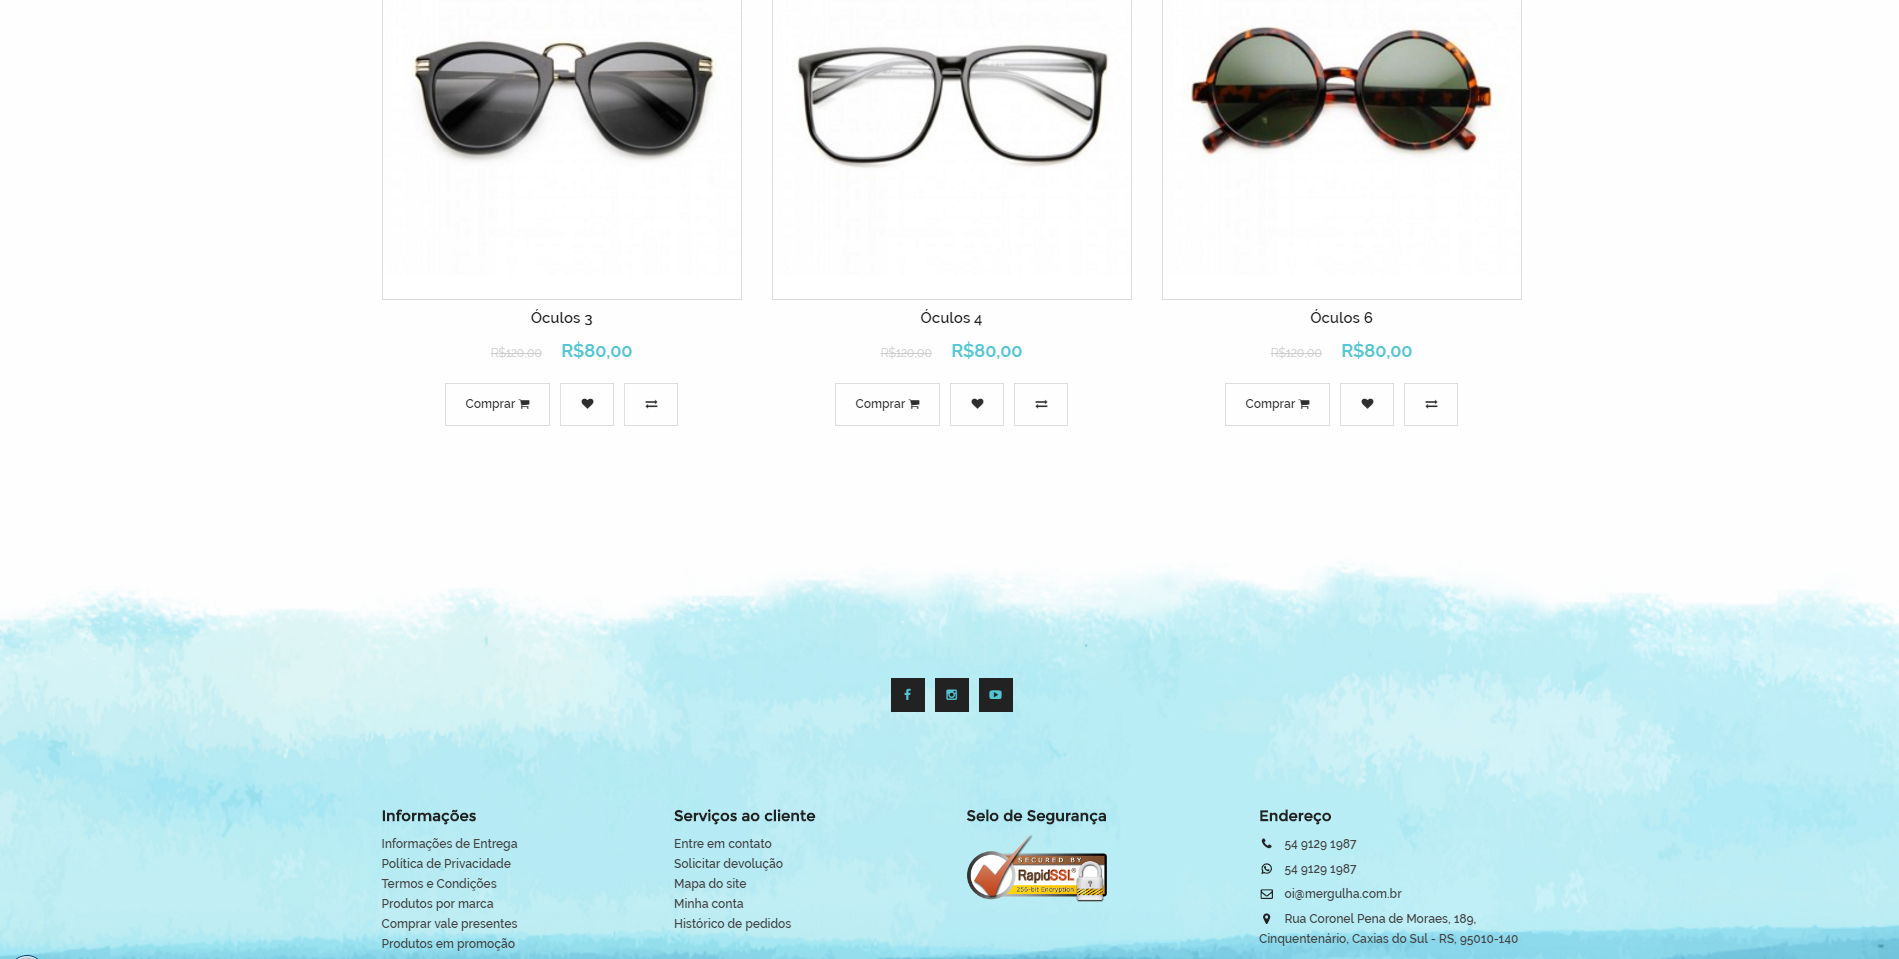 Óculos 3
R$120,00 R$80,00
Comprar
Óculos 4
R$120,00 R$80,00
Comprar
Óculos 6
R$120,00 R$80,00
Comprar
Informações
Informações de Entrega
Política de Privacidade
Termos e Condições
Produtos por marca
Comprar vale presentes
Produtos em promoção
Serviços ao cliente
Entre em contato
Solicitar devolução
Mapa do site
Minha conta
Histórico de pedidos
Selo de Segurança
SECURED BY
RapidSSL®
256-bit Encryption
Endereço
54 9129 1987
54 9129 1987
oi@mergulha.com.br
Rua Coronel Pena de Moraes, 189,
Cinquentenário, Caxias do Sul - RS, 95010-140